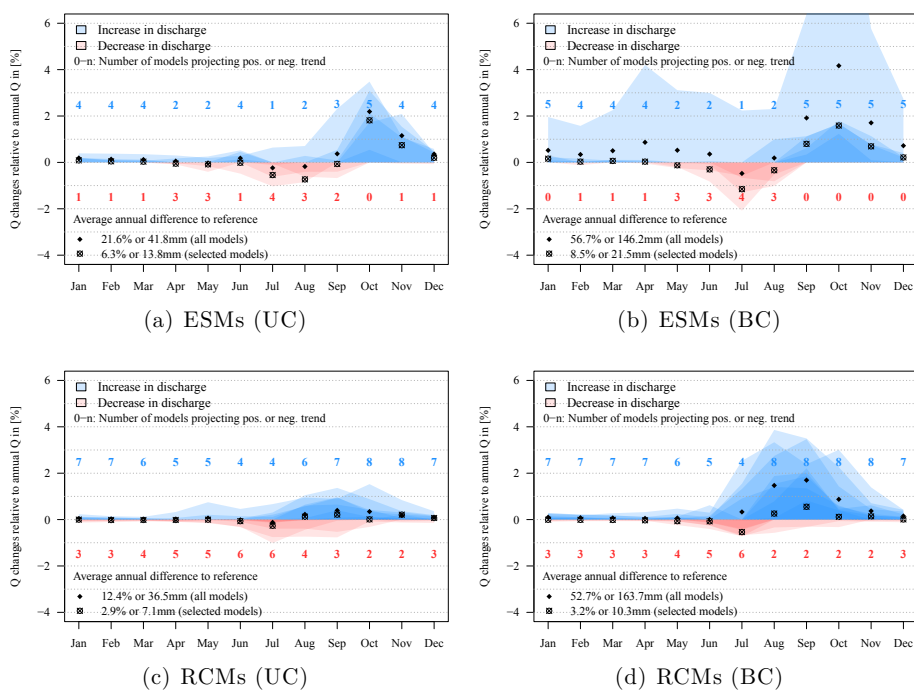 Q changes relative to annual Q in [%]
6
Increase in discharge
Decrease in discharge
0−n: Number of models projecting pos. or neg. trend
4
4 4 4 2 2 4 1 2 3 5 4 4
2
0
1 1 1 3 3 1 4 3 2 0 1 1
−2
Average annual difference to reference
21.6% or 41.8mm (all models)
6.3% or 13.8mm (selected models)
−4
Jan Feb Mar Apr May Jun Jul Aug Sep Oct Nov Dec
(a) ESMs (UC)
Q changes relative to annual Q in [%]
6
Increase in discharge
Decrease in discharge
0−n: Number of models projecting pos. or neg. trend
4
5 4 4 4 2 2 1 2 5 5 5 5
2
0
0 1 1 1 3 3 4 3 0 0 0 0
−2
Average annual difference to reference
56.7% or 146.2mm (all models)
8.5% or 21.5mm (selected models)
−4
Jan Feb Mar Apr May Jun Jul Aug Sep Oct Nov Dec
(b) ESMs (BC)
Q changes relative to annual Q in [%]
6
Increase in discharge
Decrease in discharge
0−n: Number of models projecting pos. or neg. trend
4
7 7 6 5 5 4 4 6 7 8 8 7
2
0
3 3 4 5 5 6 6 4 3 2 2 3
−2
Average annual difference to reference
12.4% or 36.5mm (all models)
2.9% or 7.1mm (selected models)
−4
Jan Feb Mar Apr May Jun Jul Aug Sep Oct Nov Dec
(c) RCMs (UC)
Q changes relative to annual Q in [%]
6
Increase in discharge
Decrease in discharge
0−n: Number of models projecting pos. or neg. trend
4
7 7 7 7 6 5 4 8 8 8 8 7
2
0
3 3 3 3 4 5 6 2 2 2 2 3
−2
Average annual difference to reference
52.7% or 163.7mm (all models)
3.2% or 10.3mm (selected models)
−4
Jan Feb Mar Apr May Jun Jul Aug Sep Oct Nov Dec
(d) RCMs (BC)